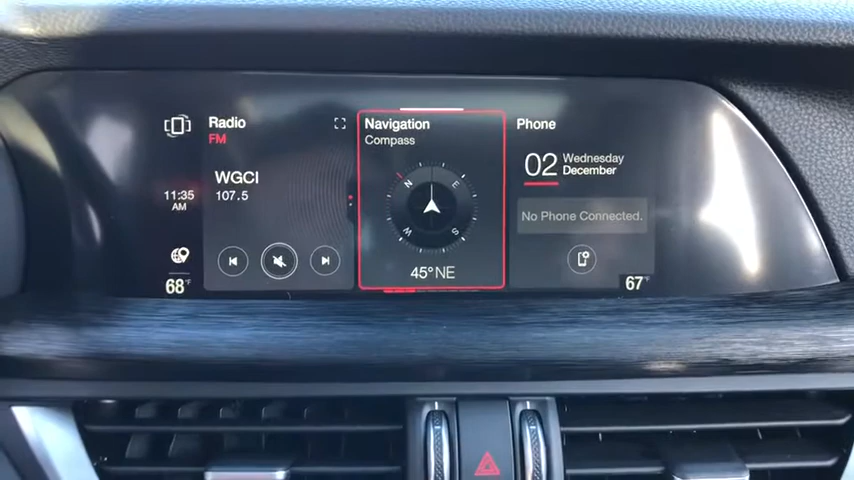 Radio
FM
WGCI
107.5
11:35
AM
68°F
Navigation
Compass
N
E
W
S
45°NE
Phone
02
Wednesday
December
No Phone Connected.
67°F